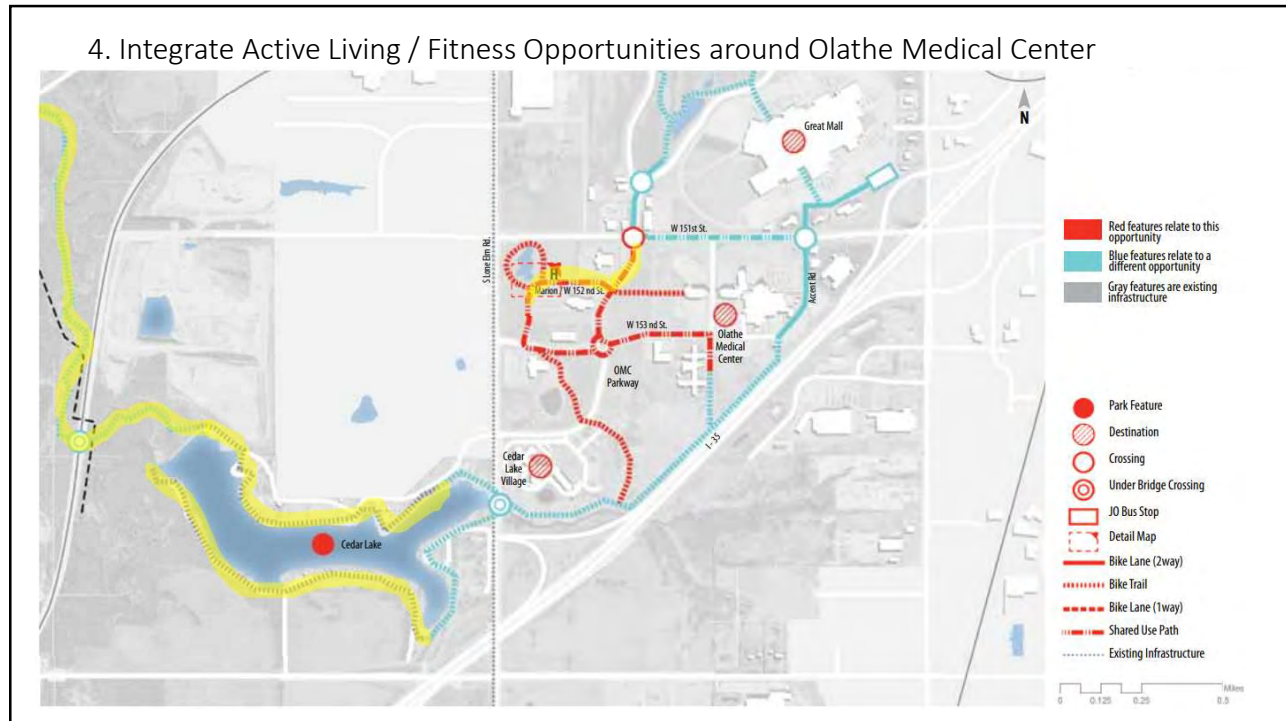 4. Integrate Active Living / Fitness Opportunities around Olathe Medical Center
Great Mall
N
W 151st St.
S Lone Elm Rd.
H
Marion / W 152 nd St.
Accent Rd
W 153 nd St.
Olathe
Medical
Center
OMC
Parkway
I - 35
Cedar
Lake
Village
Cedar Lake
Red features relate to this
opportunity
Blue features relate to a
different opportunity
Gray features are existing
infrastructure
Park Feature
Destination
Crossing
Under Bridge Crossing
JO Bus Stop
Detail Map
Bike Lane (2way)
Bike Trail
Bike Lane (1way)
Shared Use Path
Existing Infrastructure
Miles
0 0.125 0.25 0.5